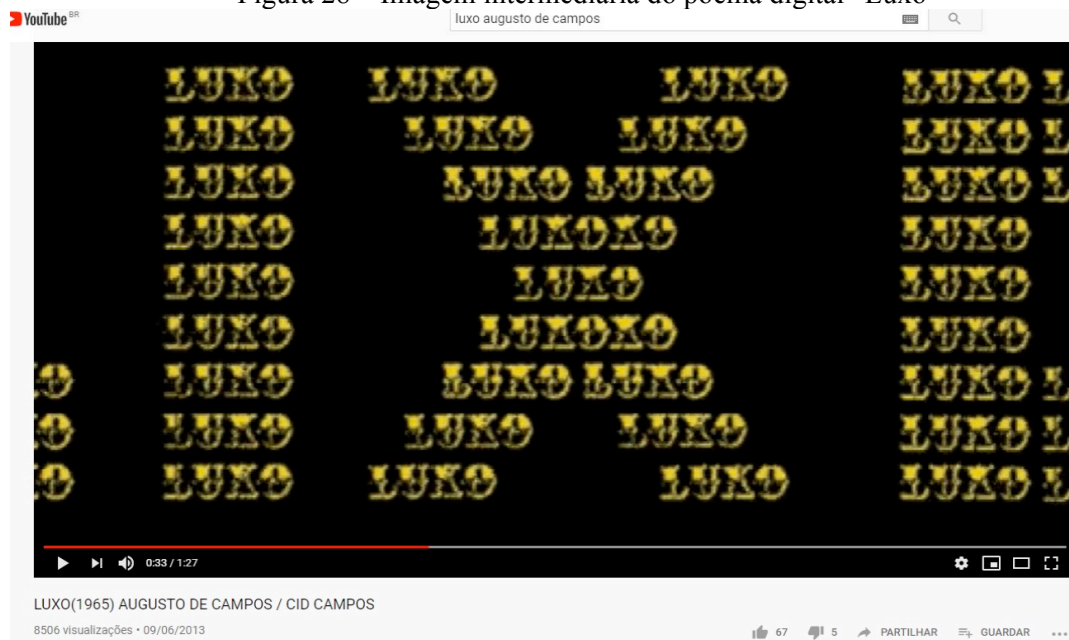 Figura 28 – Imagem intermediária do poema digital "Luxo"
YouTube BR
luxo augusto de campos
LUXO LUXO LUXO LUXO L
LUXO LUXO LUXO LUXO L
LUXO LUXO LUXO LUXO L
LUXO LUXOXO LUXO
LUXO LUXO LUXO
LUXO LUXOXO LUXO
O LUXO LUXO LUXO LUXO L
O LUXO LUXO LUXO LUXO L
O LUXO LUXO LUXO LUXO L
0:33 / 1:27
LUXO(1965) AUGUSTO DE CAMPOS / CID CAMPOS
8506 visualizações • 09/06/2013
67 5 PARTILHAR GUARDAR